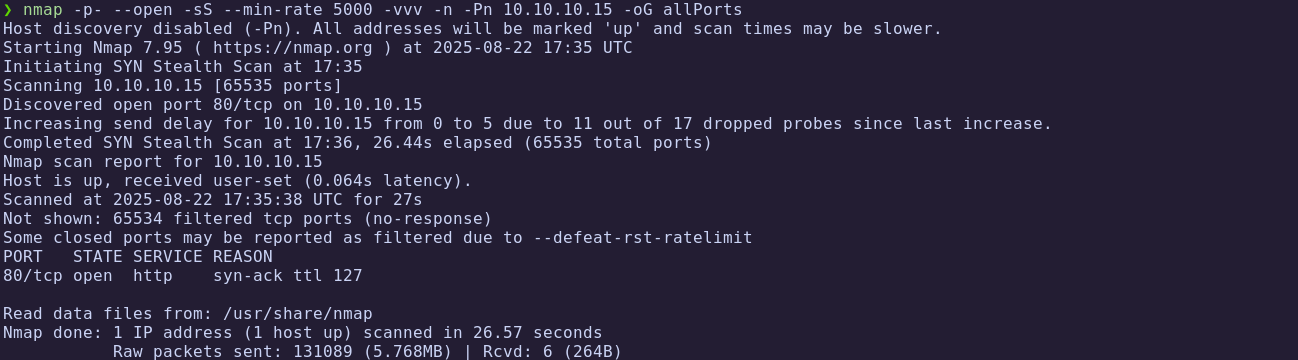 ❯ nmap -p- --open -sS --min-rate 5000 -vvv -n -Pn 10.10.10.15 -oG allPorts
Host discovery disabled (-Pn). All addresses will be marked 'up' and scan times may be slower.
Starting Nmap 7.95 ( https://nmap.org ) at 2025-08-22 17:35 UTC
Initiating SYN Stealth Scan at 17:35
Scanning 10.10.10.15 [65535 ports]
Discovered open port 80/tcp on 10.10.10.15
Increasing send delay for 10.10.10.15 from 0 to 5 due to 11 out of 17 dropped probes since last increase.
Completed SYN Stealth Scan at 17:36, 26.44s elapsed (65535 total ports)
Nmap scan report for 10.10.10.15
Host is up, received user-set (0.064s latency).
Scanned at 2025-08-22 17:35:38 UTC for 27s
Not shown: 65534 filtered tcp ports (no-response)
Some closed ports may be reported as filtered due to --defeat-rst-ratelimit
PORT   STATE SERVICE REASON
80/tcp open  http    syn-ack ttl 127

Read data files from: /usr/share/nmap
Nmap done: 1 IP address (1 host up) scanned in 26.57 seconds
           Raw packets sent: 131089 (5.768MB) | Rcvd: 6 (264B)